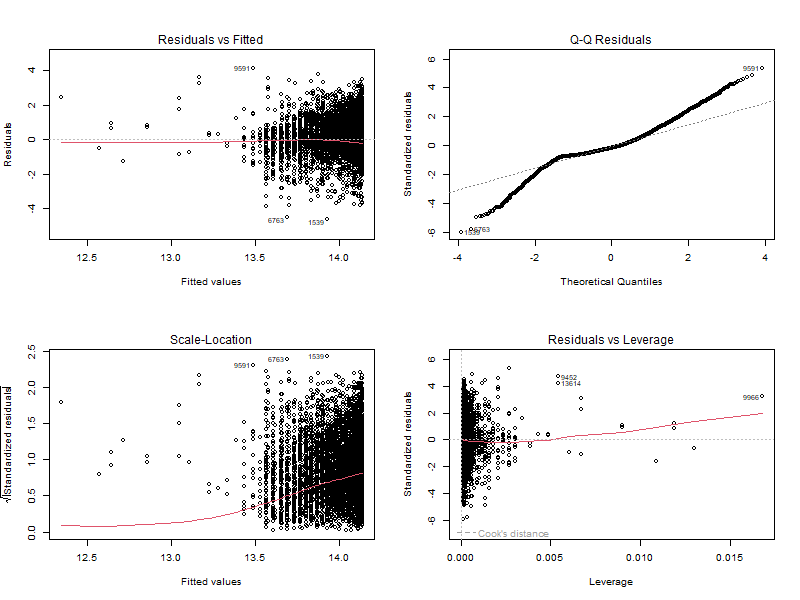 Residuals vs Fitted
Residuals
4
2
0
-2
-4
9591
6763
1539
12.5 13.0 13.5 14.0
Fitted values
Q-Q Residuals
Standardized residuals
6
4
2
0
-2
-4
-6
9591
6763
1539
-4 -2 0 2 4
Theoretical Quantiles
Scale-Location
√|Standardized residuals|
2.5
2.0
1.5
1.0
0.5
0.0
9591
6763
1539
12.5 13.0 13.5 14.0
Fitted values
Residuals vs Leverage
Standardized residuals
6
4
2
0
-2
-4
-6
9452
13614
9966
Cook's distance
0.000 0.005 0.010 0.015
Leverage